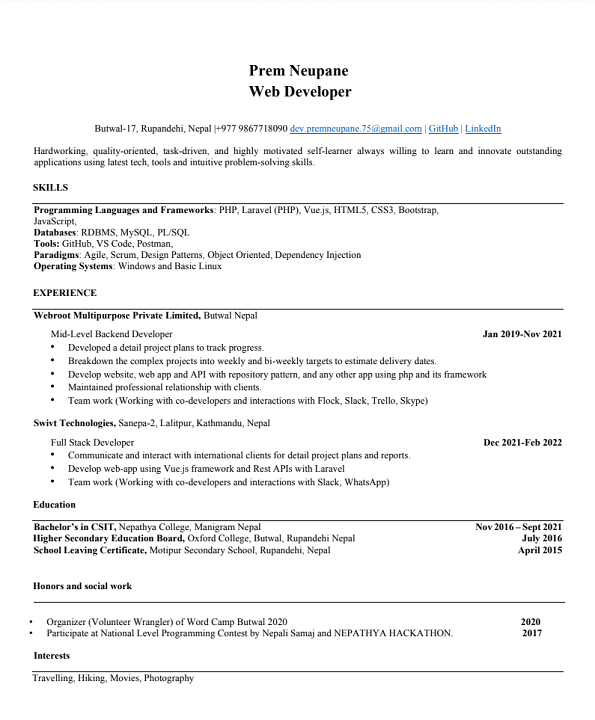 Prem Neupane
Web Developer
Butwal-17, Rupandehi, Nepal |+977 9867718090 dev.premneupane.75@gmail.com | GitHub | LinkedIn
Hardworking, quality-oriented, task-driven, and highly motivated self-learner always willing to learn and innovate outstanding
applications using latest tech, tools and intuitive problem-solving skills.
SKILLS
Programming Languages and Frameworks: PHP, Laravel (PHP), Vue.js, HTML5, CSS3, Bootstrap,
JavaScript,
Databases: RDBMS, MySQL, PL/SQL
Tools: GitHub, VS Code, Postman,
Paradigms: Agile, Scrum, Design Patterns, Object Oriented, Dependency Injection
Operating Systems: Windows and Basic Linux
EXPERIENCE
Webroot Multipurpose Private Limited, Butwal Nepal
Mid-Level Backend Developer Jan 2019-Nov 2021
• Developed a detail project plans to track progress.
• Breakdown the complex projects into weekly and bi-weekly targets to estimate delivery dates.
• Develop website, web app and API with repository pattern, and any other app using php and its framework
• Maintained professional relationship with clients.
• Team work (Working with co-developers and interactions with Flock, Slack, Trello, Skype)
Swivt Technologies, Sanepa-2, Lalitpur, Kathmandu, Nepal
Full Stack Developer Dec 2021-Feb 2022
• Communicate and interact with international clients for detail project plans and reports.
• Develop web-app using Vue.js framework and Rest APIs with Laravel
• Team work (Working with co-developers and interactions with Slack, WhatsApp)
Education
Bachelor's in CSIT, Nepathya College, Manigram Nepal Nov 2016 – Sept 2021
Higher Secondary Education Board, Oxford College, Butwal, Rupandehi Nepal July 2016
School Leaving Certificate, Motipur Secondary School, Rupandehi, Nepal April 2015
Honors and social work
• Organizer (Volunteer Wrangler) of Word Camp Butwal 2020 2020
• Participate at National Level Programming Contest by Nepali Samaj and NEPATHYA HACKATHON. 2017
Interests
Travelling, Hiking, Movies, Photography